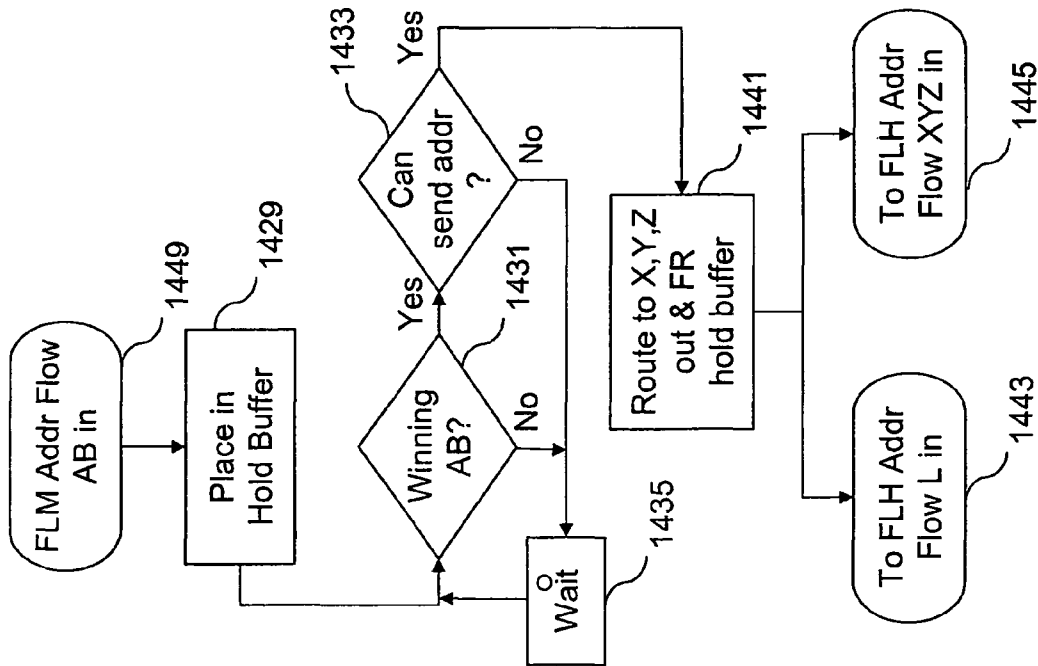 FLM Addr Flow
AB in
1449
Place in
Hold Buffer
1429
Winning
AB?
1431
Yes
No
Can
send addr
?
1433
Yes
No
O
Wait
1435
Route to X,Y,Z
out & FR
hold buffer
1441
To FLH Addr
Flow L in
1443
To FLH Addr
Flow XYZ in
1445